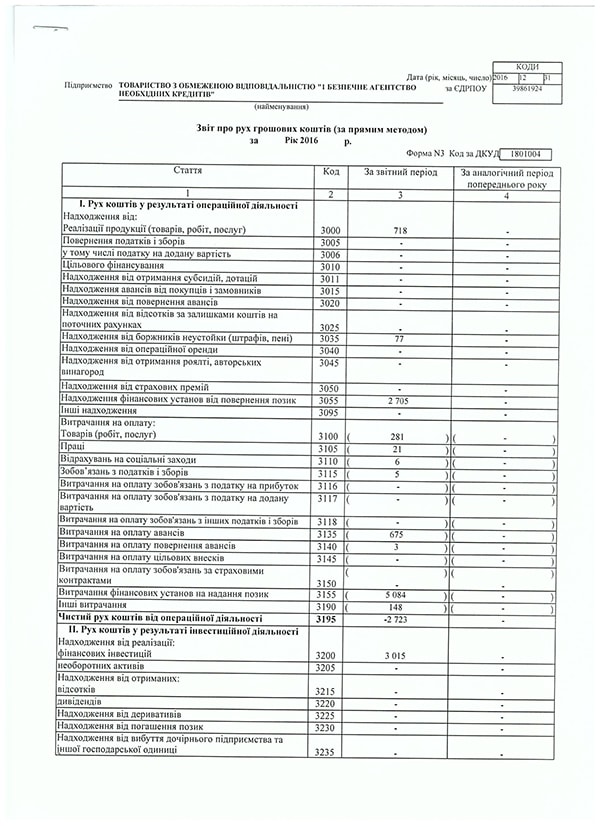 КОДИ
Дата (рік, місяць, число) 2016 12 31
Підприємство ТОВАРИСТВО З ОБМЕЖЕНОЮ ВІДПОВІДАЛЬНІСТЮ "1 БЕЗПЕЧНЕ АГЕНТСТВО за ЄДРПОУ 39861924
НЕОБХІДНИХ КРЕДИТІВ"
(найменування)
Звіт про рух грошових коштів (за прямим методом)
за Рік 2016 р.
Форма N3 Код за ДКУД 1801004
Стаття Код За звітний період За аналогічний період
попереднього року
1 2 3 4
I. Рух коштів у результаті операційної діяльності
Надходження від:
Реалізації продукції (товарів, робіт, послуг) 3000 718 -
Повернення податків і зборів 3005 - -
у тому числі податку на додану вартість 3006 - -
Цільового фінансування 3010 - -
Надходження від отримання субсидій, дотацій 3011 - -
Надходження авансів від покупців і замовників 3015 - -
Надходження від повернення авансів 3020 - -
Надходження від відсотків за залишками коштів на
поточних рахунках 3025 - -
Надходження від боржників неустойки (штрафів, пені) 3035 77 -
Надходження від операційної оренди 3040 - -
Надходження від отримання роялті, авторських 3045 - -
винагород
Надходження від страхових премій 3050 - -
Надходження фінансових установ від повернення позик 3055 2 705 -
Інші надходження 3095 - -
Витрачання на оплату:
Товарів (робіт, послуг) 3100 ( 281 ) ( - )
Праці 3105 ( 21 ) ( - )
Відрахувань на соціальні заходи 3110 ( 6 ) ( - )
Зобов'язань з податків і зборів 3115 ( 5 ) ( - )
Витрачання на оплату зобов'язань з податку на прибуток 3116 ( - ) ( - )
Витрачання на оплату зобов'язань з податку на додану 3117 ( - ) ( - )
вартість
Витрачання на оплату зобов'язань з інших податків і зборів 3118 ( - ) ( - )
Витрачання на оплату авансів 3135 ( 675 ) ( - )
Витрачання на оплату повернення авансів 3140 ( 3 ) ( - )
Витрачання на оплату цільових внесків 3145 ( - ) ( - )
Витрачання на оплату зобов'язань за страховими
контрактами 3150 ( - ) ( - )
Витрачання фінансових установ на надання позик 3155 ( 5 084 ) ( - )
Інші витрачання 3190 ( 148 ) ( - )
Чистий рух коштів від операційної діяльності 3195 -2 723 -
II. Рух коштів у результаті інвестиційної діяльності
Надходження від реалізації:
фінансових інвестицій 3200 3 015 -
необоротних активів 3205 - -
Надходження від отриманих:
відсотків 3215 - -
дивідендів 3220 - -
Надходження від деривативів 3225 - -
Надходження від погашення позик 3230 - -
Надходження від вибуття дочірнього підприємства та
іншої господарської одиниці 3235 - -